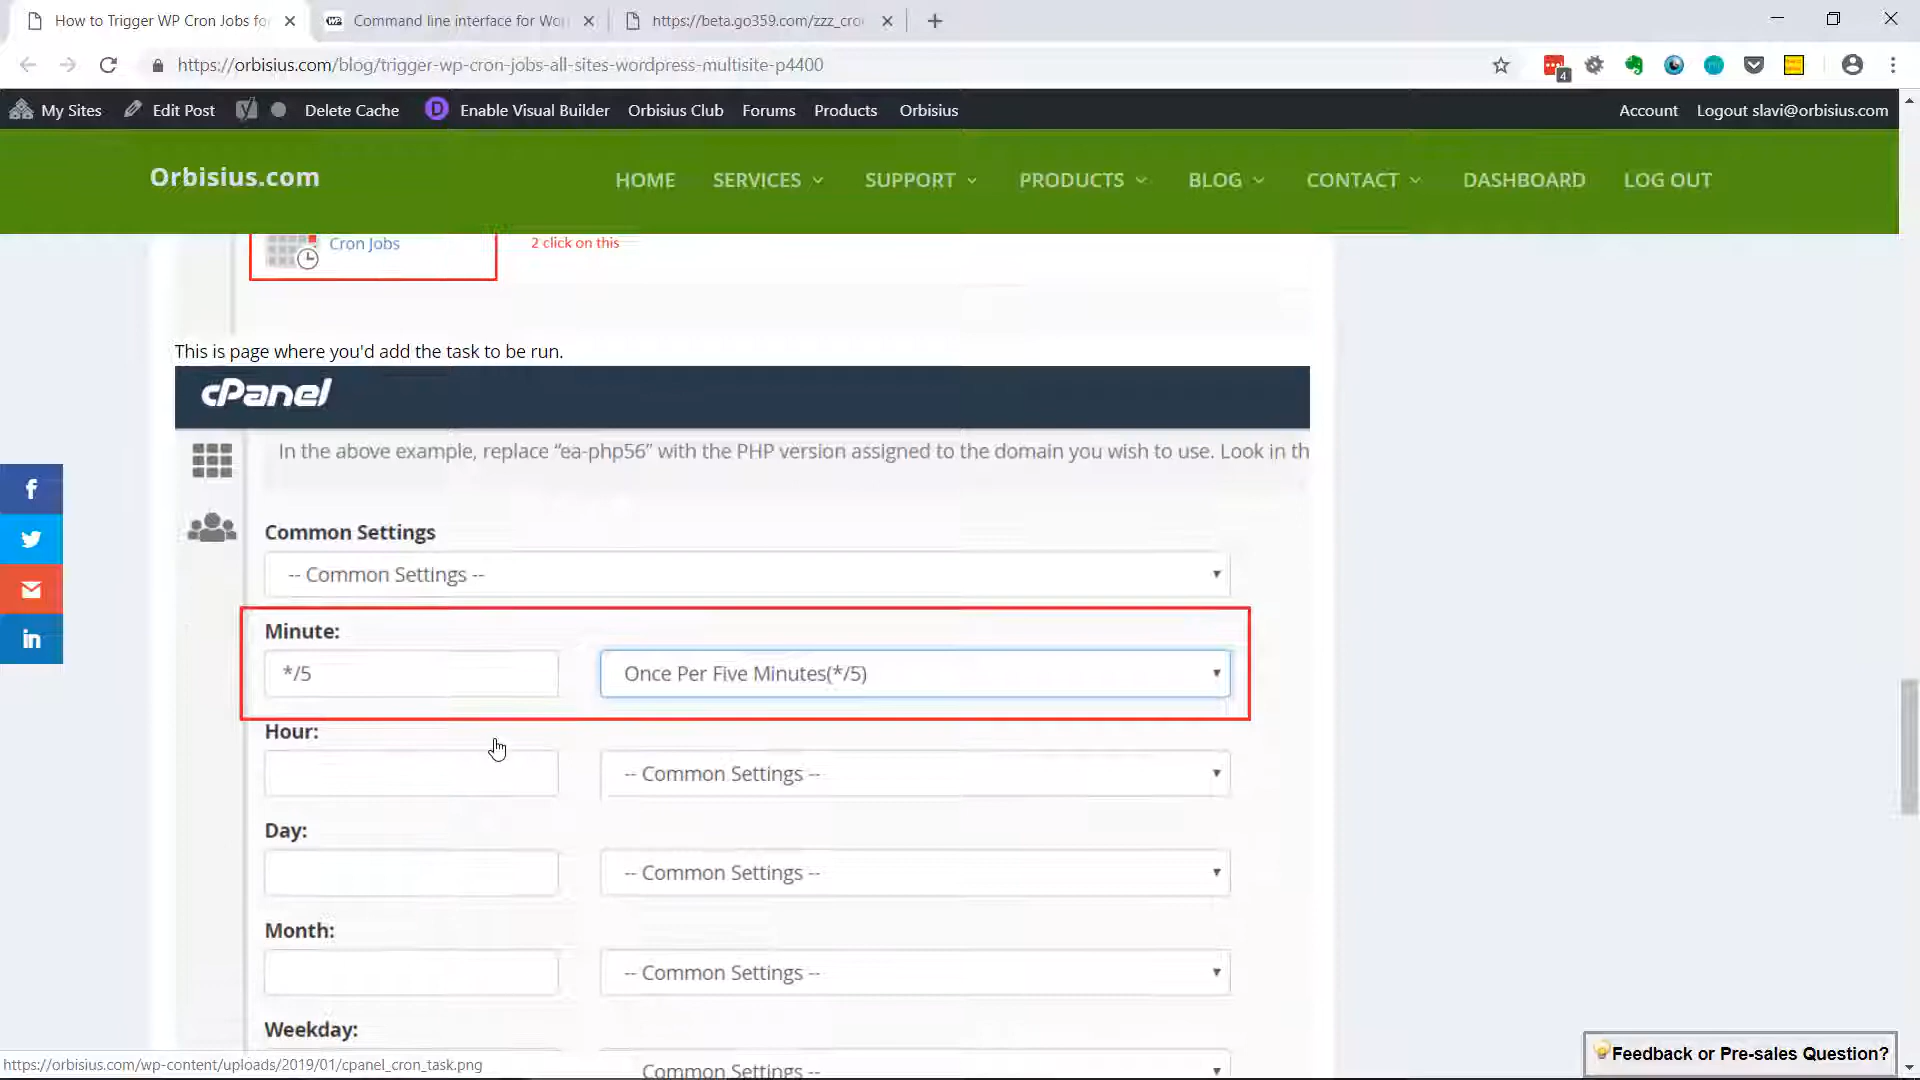 How to Trigger WP Cron Jobs fo
Command line interface for Wo
https://beta.go359.com/zzz_cro
https://orbisius.com/blog/trigger-wp-cron-jobs-all-sites-wordpress-multisite-p4400
4
My Sites Edit Post Delete Cache D Enable Visual Builder Orbisius Club Forums Products Orbisius Account Logout slavi@orbisius.com
Orbisius.com
HOME SERVICES SUPPORT PRODUCTS BLOG CONTACT DASHBOARD LOG OUT
Cron Jobs 2 click on this
This is page where you'd add the task to be run.
cPanel
In the above example, replace “ea-php56” with the PHP version assigned to the domain you wish to use. Look in th
Common Settings
-- Common Settings --
Minute:
*/5 Once Per Five Minutes(*/5)
Hour:
-- Common Settings --
Day:
-- Common Settings --
Month:
-- Common Settings --
Weekday:
-- Common Settings --
https://orbisius.com/wp-content/uploads/2019/01/cpanel_cron_task.png
Feedback or Pre-sales Question?